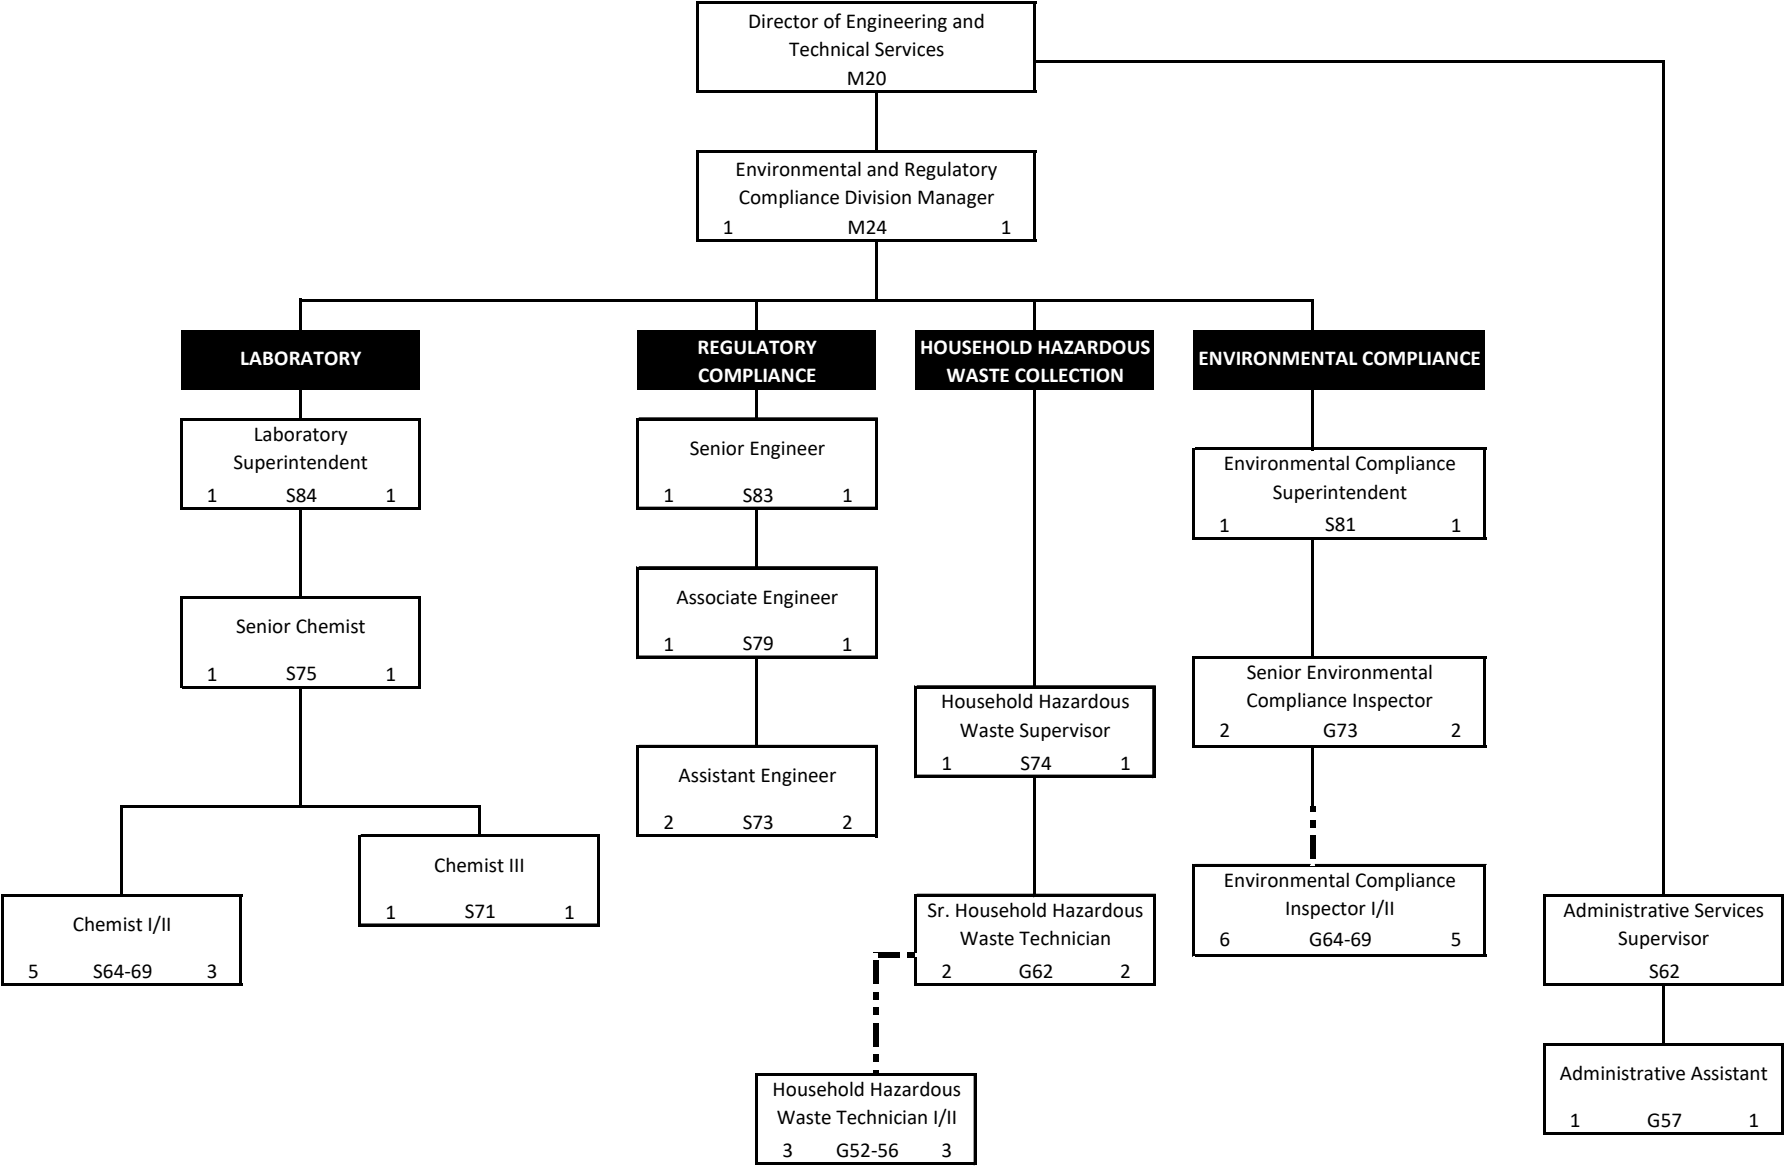 Director of Engineering and
Technical Services
M20
Environmental and Regulatory
Compliance Division Manager
1 M24 1
LABORATORY
REGULATORY
COMPLIANCE
HOUSEHOLD HAZARDOUS
WASTE COLLECTION
ENVIRONMENTAL COMPLIANCE
Laboratory
Superintendent
1 S84 1
Senior Engineer
1 S83 1
Environmental Compliance
Superintendent
1 S81 1
Senior Chemist
1 S75 1
Associate Engineer
1 S79 1
Household Hazardous
Waste Supervisor
1 S74 1
Senior Environmental
Compliance Inspector
2 G73 2
Assistant Engineer
2 S73 2
Chemist III
1 S71 1
Chemist I/II
5 S64-69 3
Sr. Household Hazardous
Waste Technician
2 G62 2
Environmental Compliance
Inspector I/II
6 G64-69 5
Administrative Services
Supervisor
S62
Household Hazardous
Waste Technician I/II
3 G52-56 3
Administrative Assistant
1 G57 1